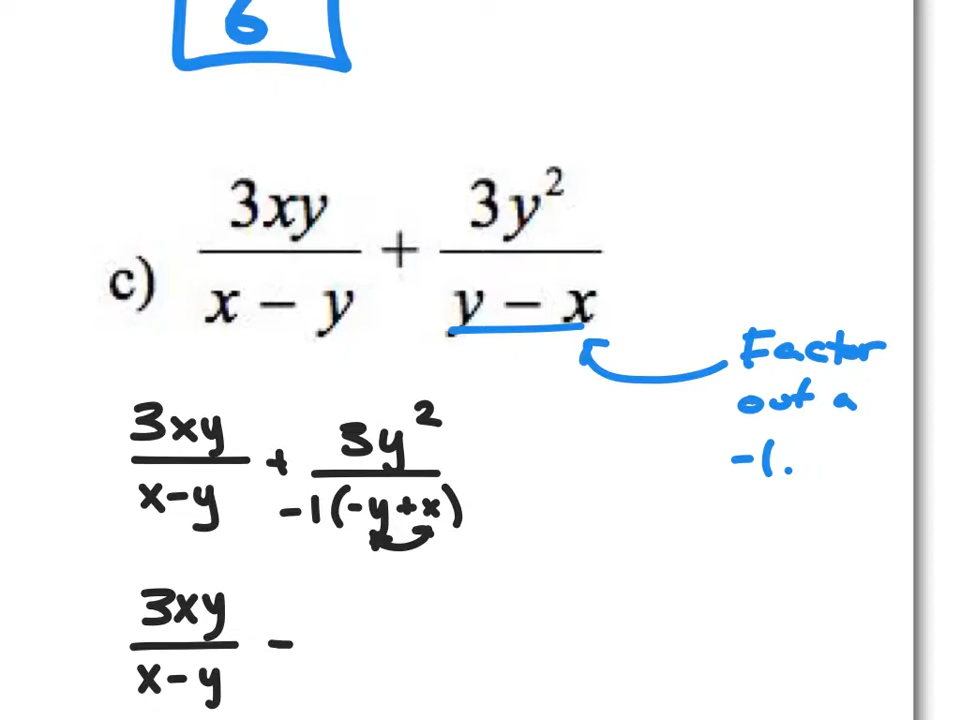 6
c) 3xy/(x − y) + 3y²/(y − x)
Factor
out a
-1.
3xy/(x-y) + 3y²/(-1(-y+x))
3xy/(x-y) -